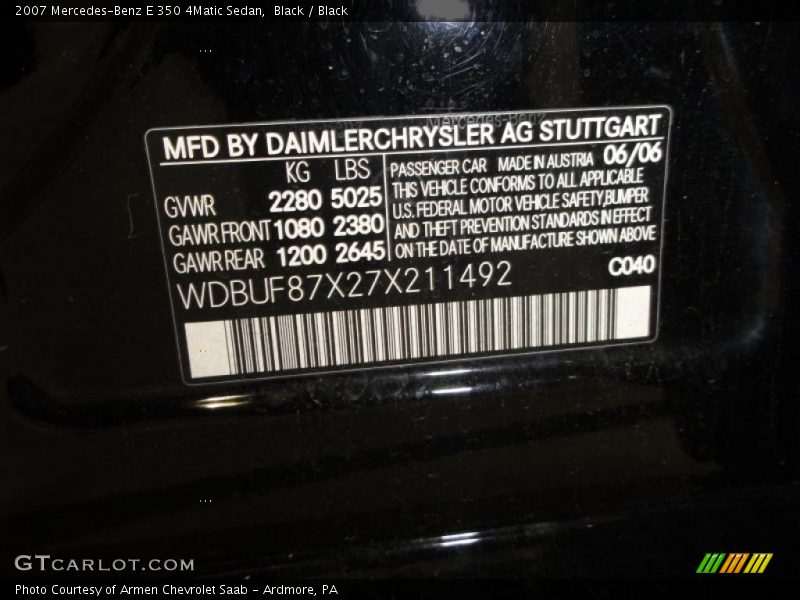 2007 Mercedes-Benz E 350 4Matic Sedan, Black / Black
MFD BY DAIMLERCHRYSLER AG STUTTGART
KG LBS
GVWR 2280 5025
GAWR FRONT 1080 2380
GAWR REAR 1200 2645
PASSENGER CAR MADE IN AUSTRIA 06/06
THIS VEHICLE CONFORMS TO ALL APPLICABLE
U.S. FEDERAL MOTOR VEHICLE SAFETY,BUMPER
AND THEFT PREVENTION STANDARDS IN EFFECT
ON THE DATE OF MANUFACTURE SHOWN ABOVE
WDBUF87X27X211492
C040
GTCARLOT.COM
Photo Courtesy of Armen Chevrolet Saab - Ardmore, PA